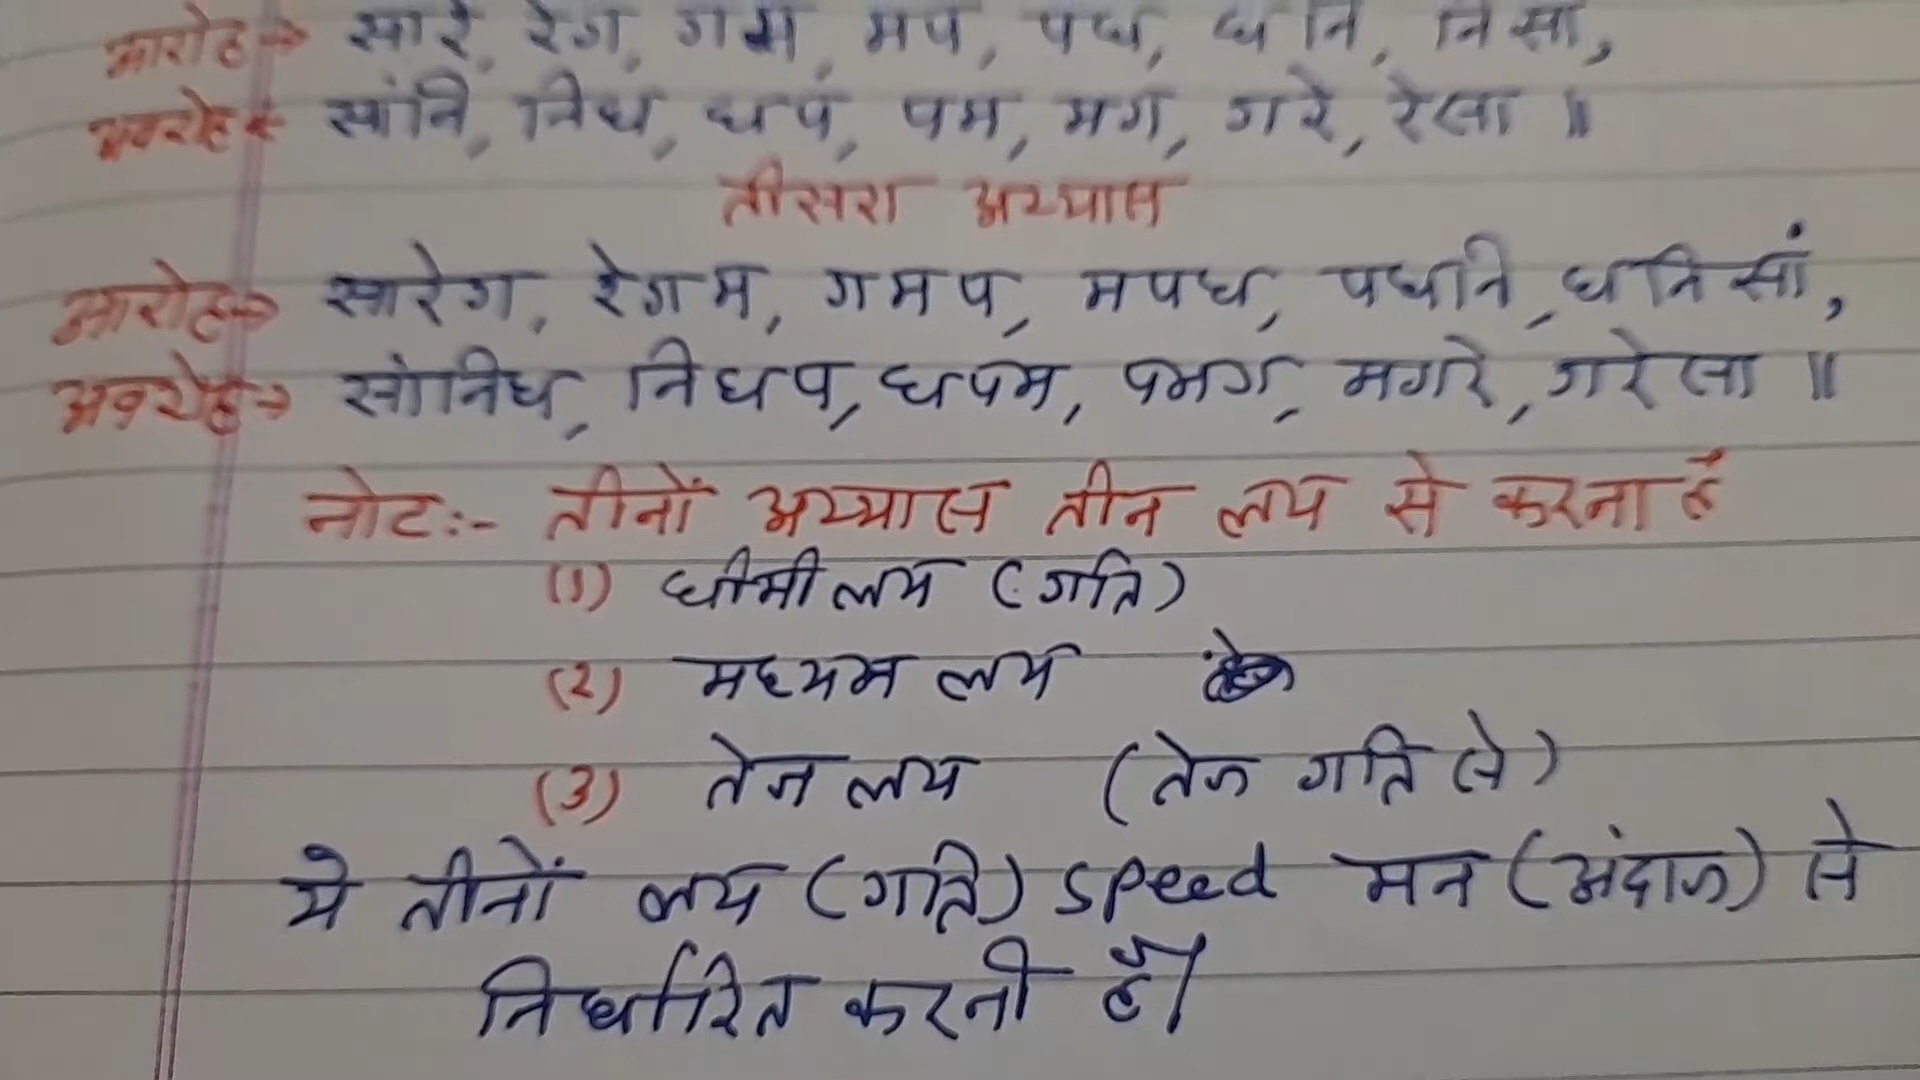 आरोह→ सारे, रेग, गम, मप, पध, धनि, निसां,
अवरोह← सांनि, निध, धप, पम, मग, गरे, रेसा ॥
तीसरा अभ्यास
आरोह→ सारेग, रेगम, गमप, मपध, पधनि, धनिसां,
अवरोह→ सांनिध, निधप, धपम, पमग, मगरे, गरेसा ॥
नोट:- तीनों अभ्यास तीन लय से करना है
(1) धीमी लय (गति)
(2) मध्यम लय
(3) तेज लय (तेज गति से)
ये तीनों लय (गति) speed मन (अंदाज) से
निर्धारित करनी है।